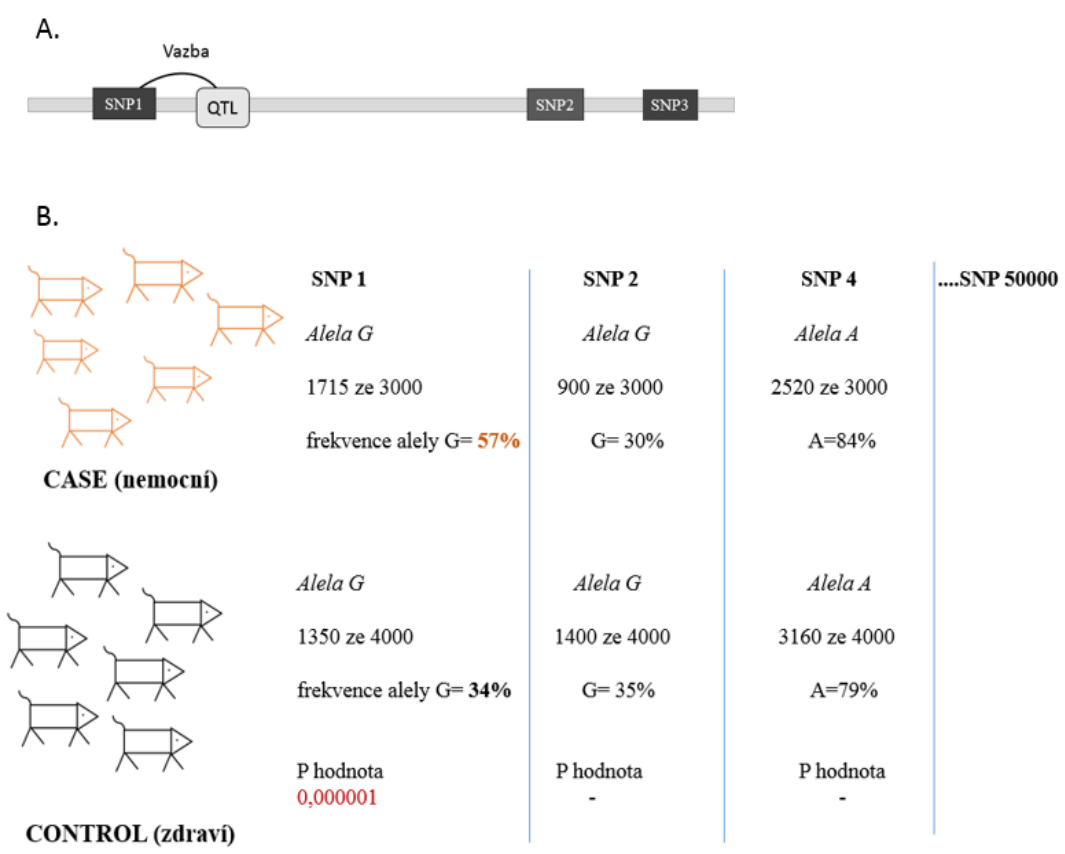 A.
Vazba
SNP1
QTL
SNP2
SNP3
B.
SNP 1
SNP 2
SNP 4
....SNP 50000
Alela G
Alela G
Alela A
1715 ze 3000
900 ze 3000
2520 ze 3000
frekvence alely G= 57%
G= 30%
A=84%
CASE (nemocní)
Alela G
Alela G
Alela A
1350 ze 4000
1400 ze 4000
3160 ze 4000
frekvence alely G= 34%
G= 35%
A=79%
P hodnota
P hodnota
P hodnota
0,000001
-
-
CONTROL (zdraví)